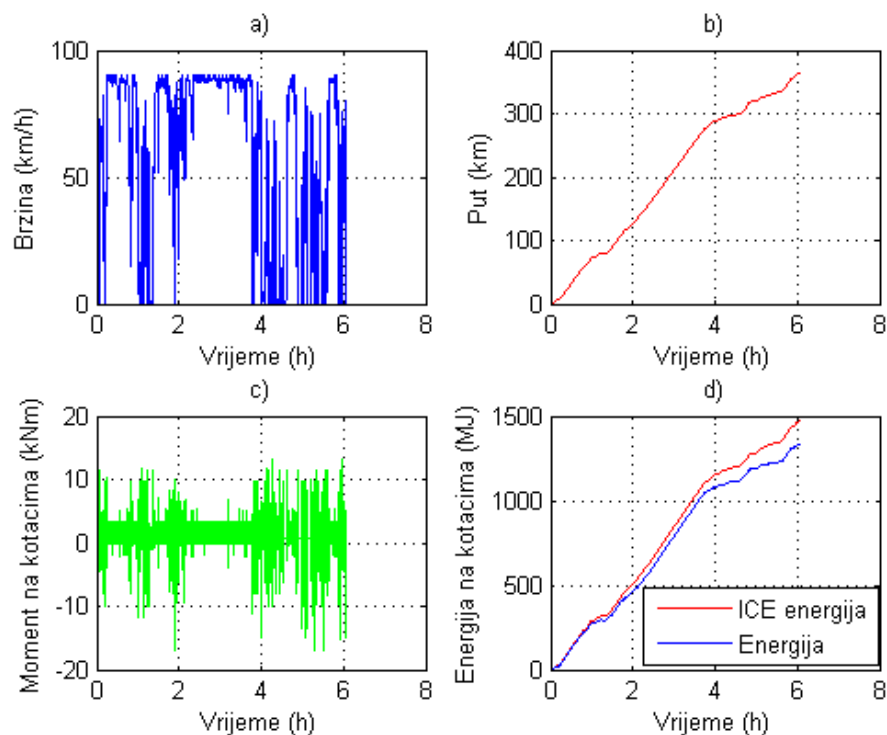 a)
Brzina (km/h)
100
50
0
0 2 4 6 8
Vrijeme (h)
b)
Put (km)
400
300
200
100
0
0 2 4 6 8
Vrijeme (h)
c)
Moment na kotacima (kNm)
20
10
0
-10
-20
0 2 4 6 8
Vrijeme (h)
d)
Energija na kotacima (MJ)
1500
1000
500
0
ICE energija
Energija
0 2 4 6 8
Vrijeme (h)